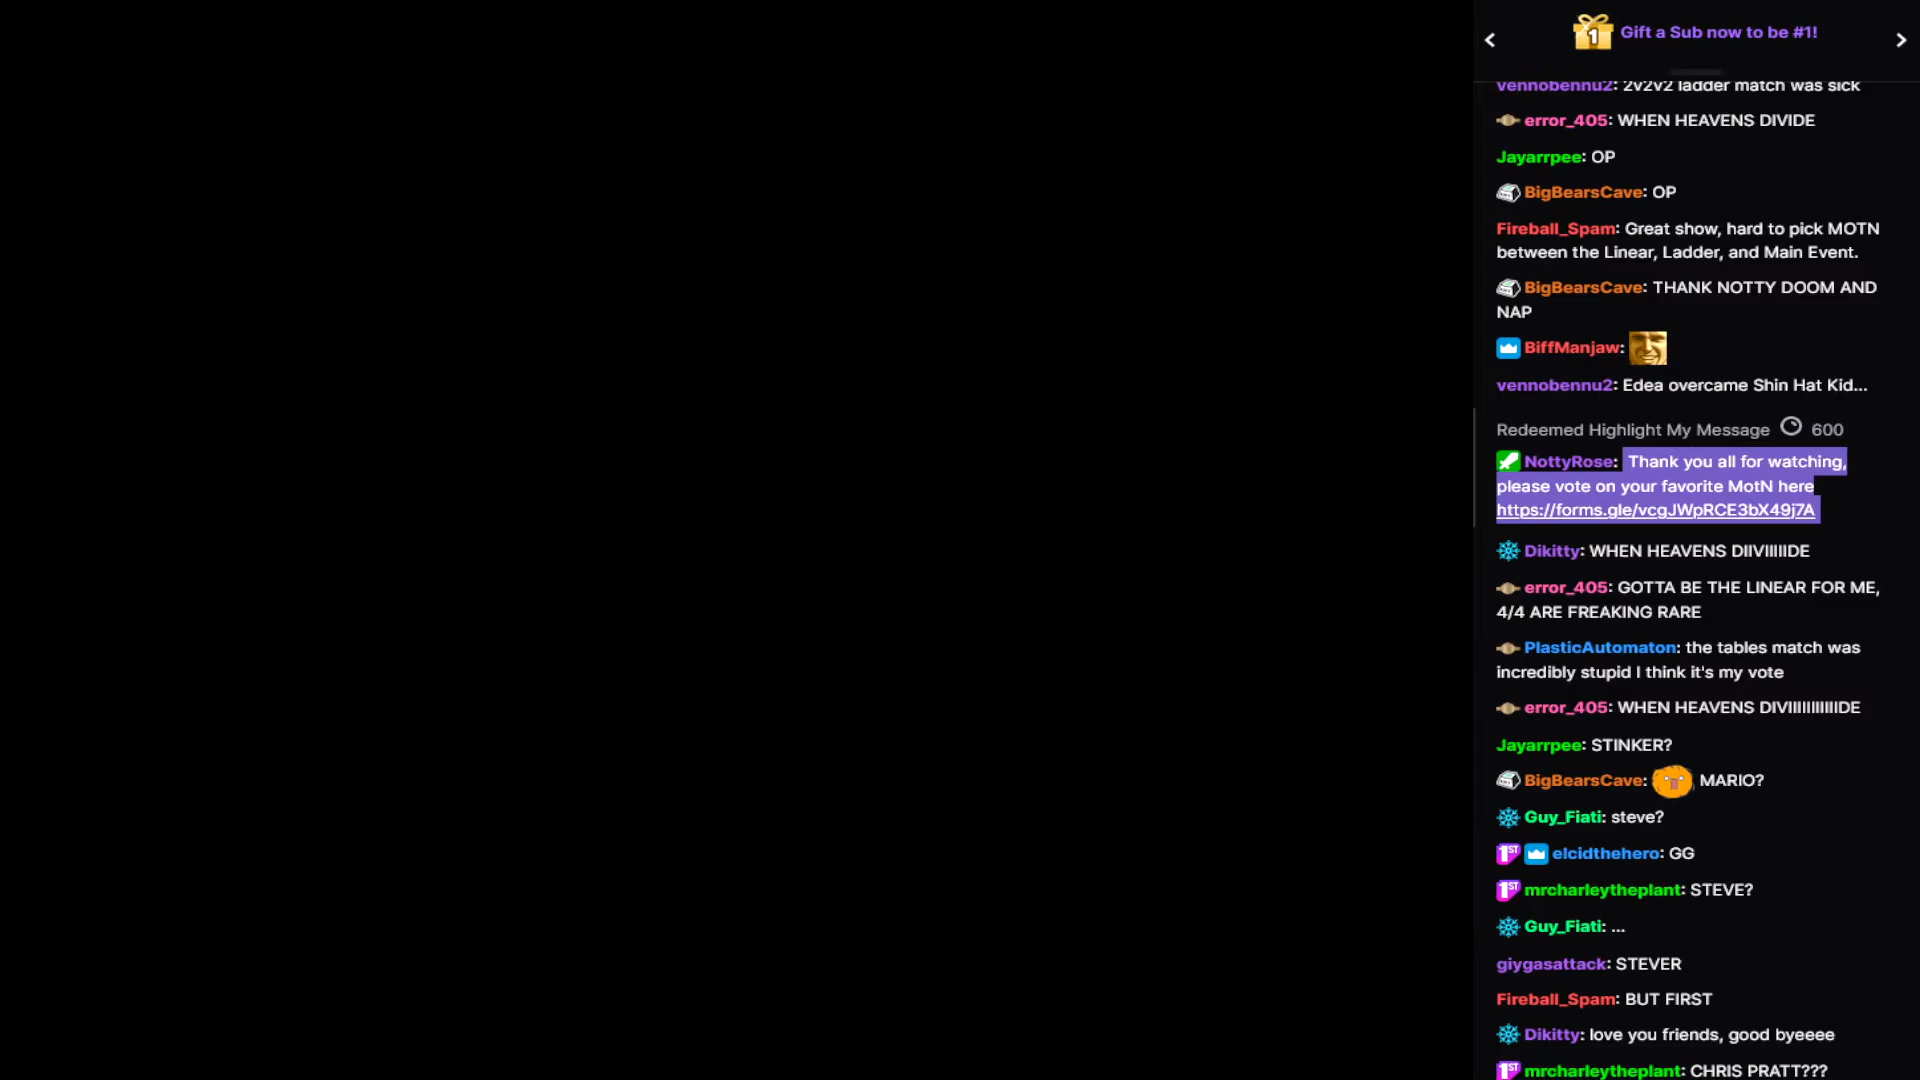 1
Gift a Sub now to be #1!
vennobennu2: 2v2v2 ladder match was sick
error_405: WHEN HEAVENS DIVIDE
Jayarrpee: OP
BigBearsCave: OP
Fireball_Spam: Great show, hard to pick MOTN
between the Linear, Ladder, and Main Event.
BigBearsCave: THANK NOTTY DOOM AND
NAP
BiffManjaw:
vennobennu2: Edea overcame Shin Hat Kid...
Redeemed Highlight My Message 600
NottyRose: Thank you all for watching,
please vote on your favorite MotN here
https://forms.gle/vcgJWpRCE3bX49j7A
Dikitty: WHEN HEAVENS DIIVIIIIIDE
error_405: GOTTA BE THE LINEAR FOR ME,
4/4 ARE FREAKING RARE
PlasticAutomaton: the tables match was
incredibly stupid I think it's my vote
error_405: WHEN HEAVENS DIVIIIIIIIIIIIDE
Jayarrpee: STINKER?
BigBearsCave: MARIO?
Guy_Fiati: steve?
1ST elcidthehero: GG
1ST mrcharleytheplant: STEVE?
Guy_Fiati: ...
giygasattack: STEVER
Fireball_Spam: BUT FIRST
Dikitty: love you friends, good byeeee
1ST mrcharleytheplant: CHRIS PRATT???